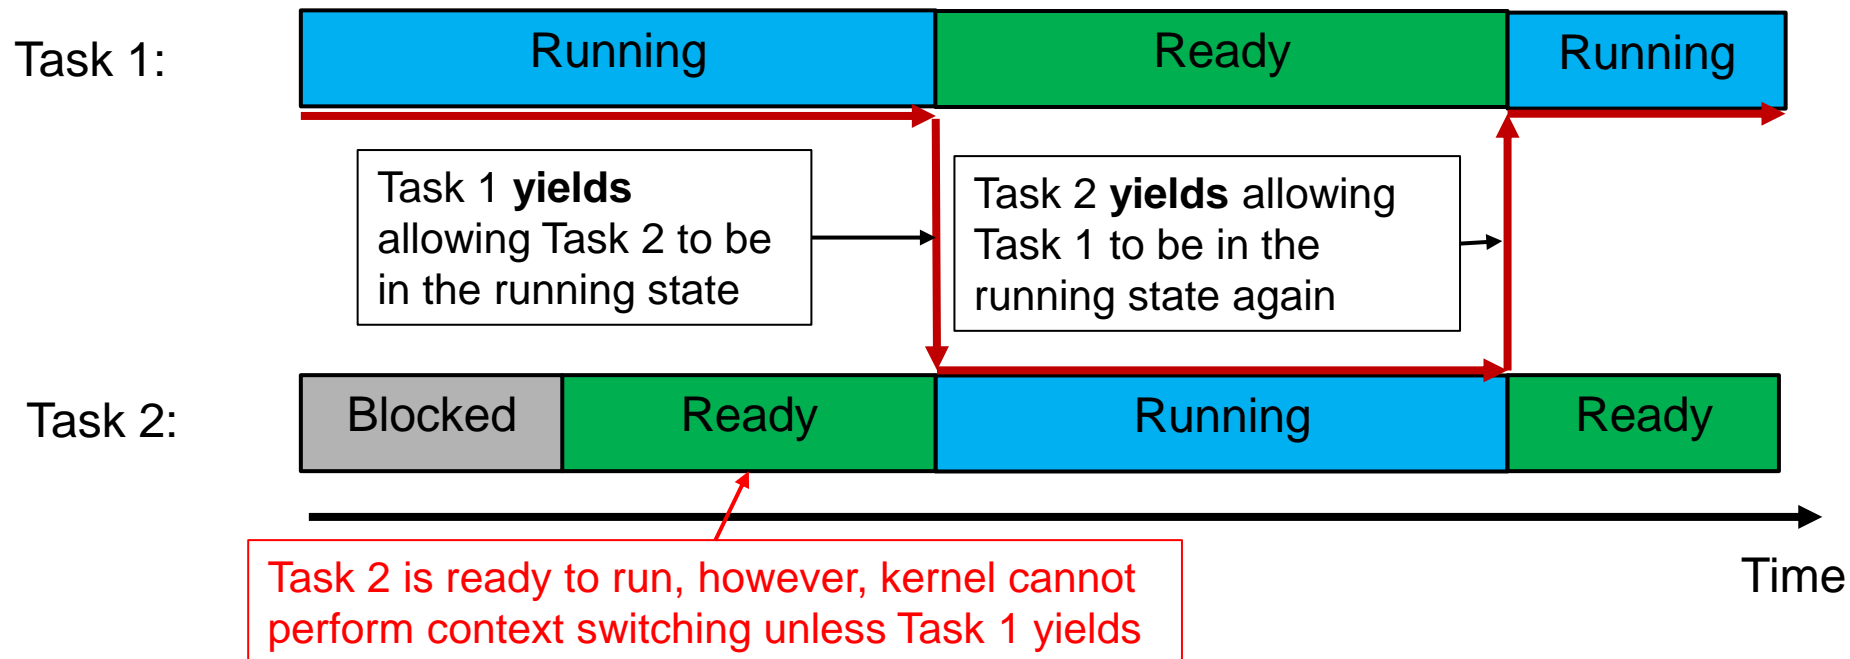 Task 1:
Running
Ready
Running
Task 1 yields
allowing Task 2 to be
in the running state
Task 2 yields allowing
Task 1 to be in the
running state again
Task 2:
Blocked
Ready
Running
Ready
Time
Task 2 is ready to run, however, kernel cannot
perform context switching unless Task 1 yields